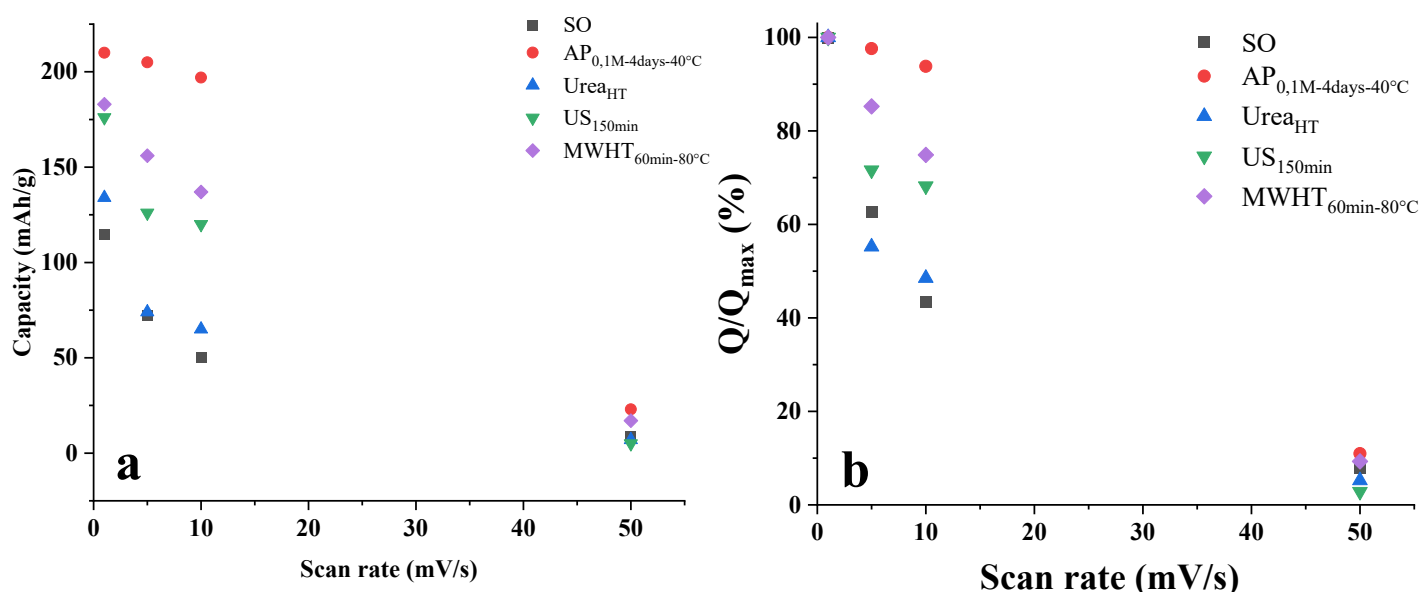 SO
AP0,1M-4days-40°C
UreaHT
US150min
MWHT60min-80°C
200
150
100
50
0
Capacity (mAh/g)
a
0 10 20 30 40 50
Scan rate (mV/s)
SO
AP0,1M-4days-40°C
UreaHT
US150min
MWHT60min-80°C
100
80
60
40
20
0
Q/Qmax (%)
b
0 10 20 30 40 50
Scan rate (mV/s)